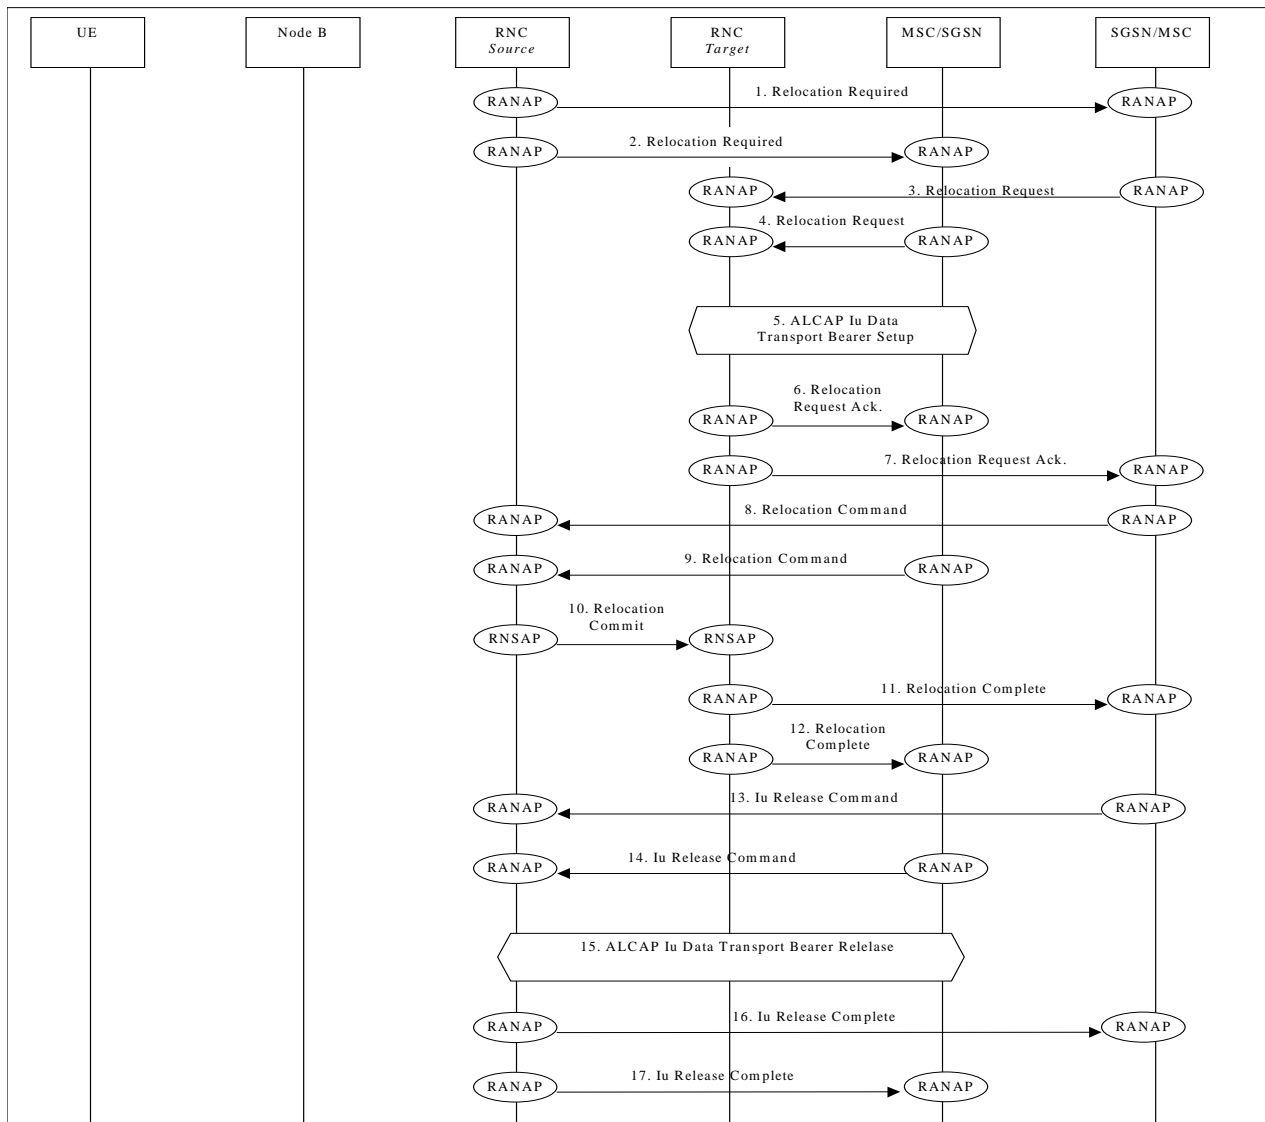 UE
Node B
RNC
Source
RNC
Target
MSC/SGSN
SGSN/MSC
RANAP
1. Relocation Required
RANAP
RANAP
2. Relocation Required
RANAP
RANAP
3. Relocation Request
RANAP
RANAP
4. Relocation Request
RANAP
5. ALCAP Iu Data
Transport Bearer Setup
RANAP
6. Relocation
Request Ack.
RANAP
RANAP
7. Relocation Request Ack.
RANAP
RANAP
8. Relocation Command
RANAP
RANAP
9. Relocation Command
RANAP
RNSAP
10. Relocation
Commit
RNSAP
RANAP
11. Relocation Complete
RANAP
RANAP
12. Relocation
Complete
RANAP
RANAP
13. Iu Release Command
RANAP
RANAP
14. Iu Release Command
RANAP
15. ALCAP Iu Data Transport Bearer Relelase
RANAP
16. Iu Release Complete
RANAP
RANAP
17. Iu Release Complete
RANAP